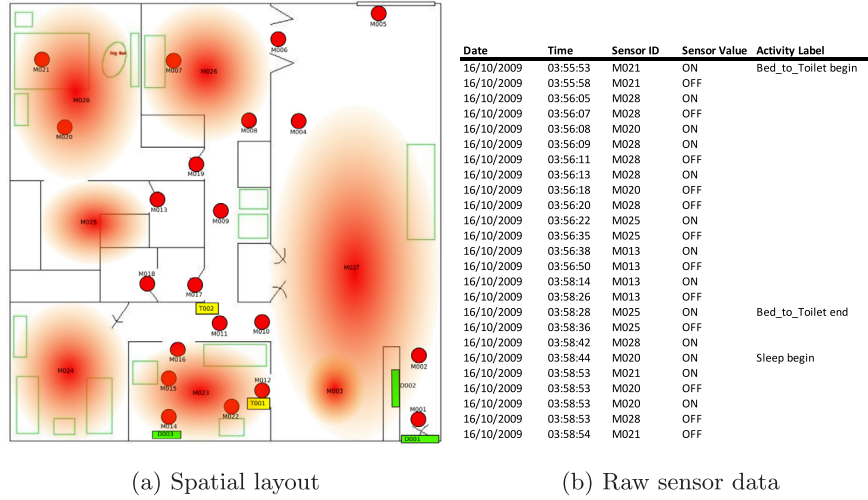 M005
M006
M021
M007
M026
M028
M020
M008
M004
M019
M013
M009
M025
M027
M018
M017
T002
M011
M010
M016
M024
M015
M023
M012
T001
M022
M014
D003
M003
M002
D002
M001
D001
Date Time Sensor ID Sensor Value Activity Label
16/10/2009 03:55:53 M021 ON Bed_to_Toilet begin
16/10/2009 03:55:58 M021 OFF
16/10/2009 03:56:05 M028 ON
16/10/2009 03:56:07 M028 OFF
16/10/2009 03:56:08 M020 ON
16/10/2009 03:56:09 M028 ON
16/10/2009 03:56:11 M028 OFF
16/10/2009 03:56:13 M028 ON
16/10/2009 03:56:18 M020 OFF
16/10/2009 03:56:20 M028 OFF
16/10/2009 03:56:22 M025 ON
16/10/2009 03:56:35 M025 OFF
16/10/2009 03:56:38 M013 ON
16/10/2009 03:56:50 M013 OFF
16/10/2009 03:58:14 M013 ON
16/10/2009 03:58:26 M013 OFF
16/10/2009 03:58:28 M025 ON Bed_to_Toilet end
16/10/2009 03:58:36 M025 OFF
16/10/2009 03:58:42 M028 ON
16/10/2009 03:58:44 M020 ON Sleep begin
16/10/2009 03:58:53 M021 ON
16/10/2009 03:58:53 M020 OFF
16/10/2009 03:58:53 M020 ON
16/10/2009 03:58:53 M028 OFF
16/10/2009 03:58:54 M021 OFF
(a) Spatial layout
(b) Raw sensor data